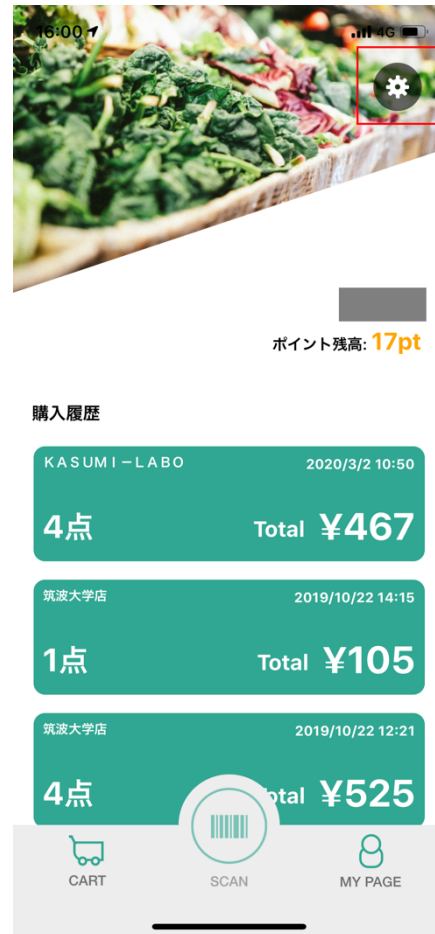 16:00
4G
ポイント残高: 17pt
購入履歴
ＫＡＳＵＭＩ－ＬＡＢＯ 2020/3/2 10:50
4点 Total ¥467
筑波大学店 2019/10/22 14:15
1点 Total ¥105
筑波大学店 2019/10/22 12:21
4点 Total ¥525
CART SCAN MY PAGE